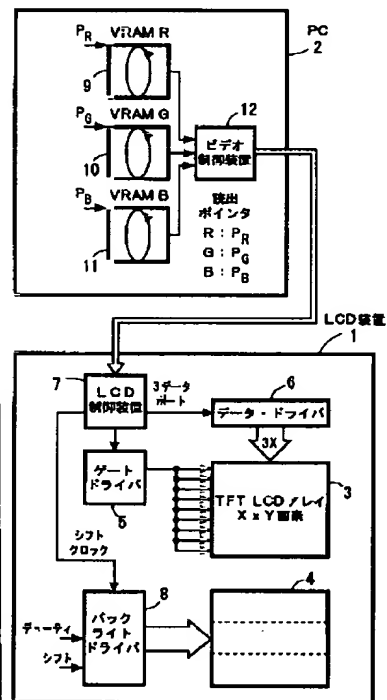 PR
VRAM R
PC
2
9
PG
VRAM G
12
ビデオ
制御装置
10
PB
VRAM B
読出
ポインタ
R : PR
G : PG
B : PB
11
LCD装置
1
7
LCD
制御装置
3データ
ポート
6
データ・ドライバ
3X
ゲート
ドライバ
5
3
TFT LCDアレイ
X x Y画素
シフト
クロック
8
4
デューティ
シフト
バック
ライト
ドライバ